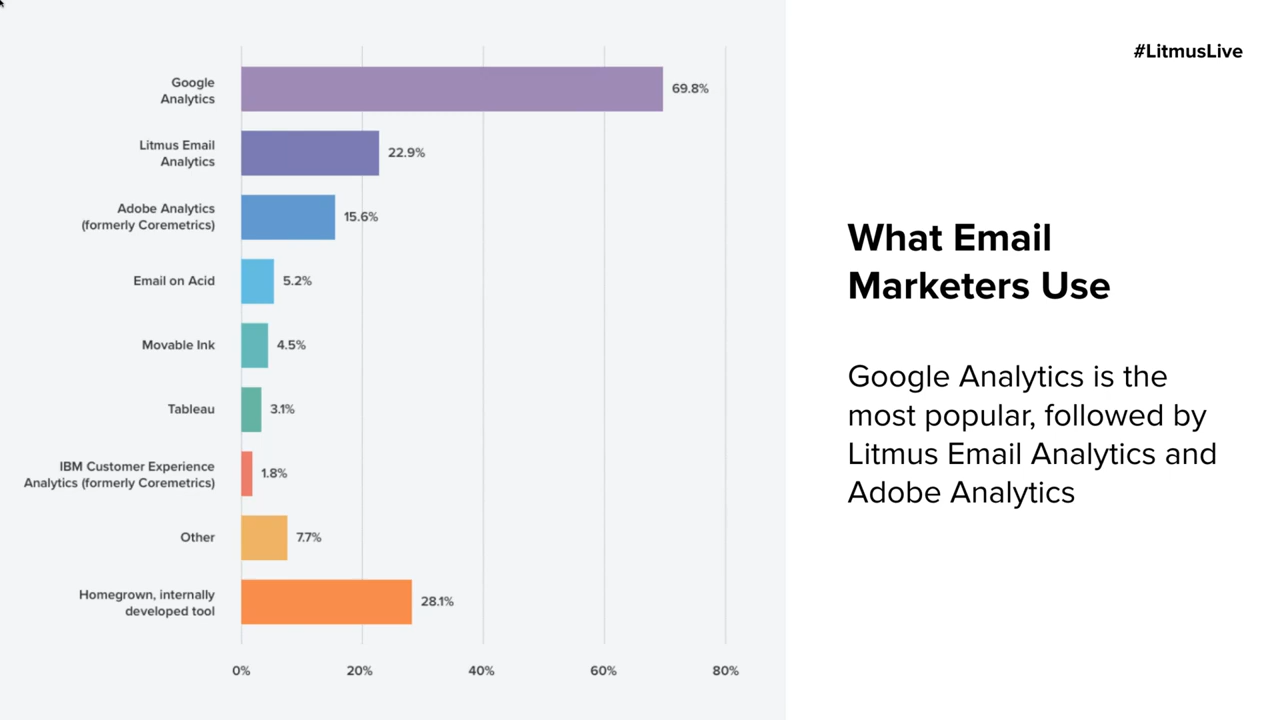 #LitmusLive
Google
Analytics
69.8%
Litmus Email
Analytics
22.9%
Adobe Analytics
(formerly Coremetrics)
15.6%
Email on Acid
5.2%
Movable Ink
4.5%
Tableau
3.1%
IBM Customer Experience
Analytics (formerly Coremetrics)
1.8%
Other
7.7%
Homegrown, internally
developed tool
28.1%
0% 20% 40% 60% 80%
What Email
Marketers Use
Google Analytics is the
most popular, followed by
Litmus Email Analytics and
Adobe Analytics